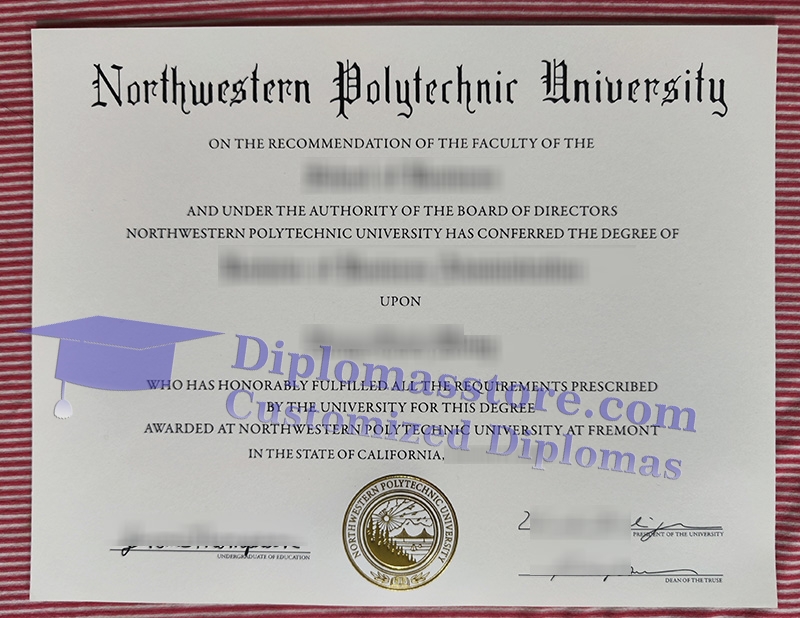 Northwestern Polytechnic University
ON THE RECOMMENDATION OF THE FACULTY OF THE
AND UNDER THE AUTHORITY OF THE BOARD OF DIRECTORS
NORTHWESTERN POLYTECHNIC UNIVERSITY HAS CONFERRED THE DEGREE OF
UPON
Diplomasstore.com
WHO HAS HONORABLY FULFILLED ALL THE REQUIREMENTS PRESCRIBED
BY THE UNIVERSITY FOR THIS DEGREE
Customized Diplomas
AWARDED AT NORTHWESTERN POLYTECHNIC UNIVERSITY AT FREMONT
IN THE STATE OF CALIFORNIA,
NORTHWESTERN POLYTECHNIC UNIVERSITY
PRESIDENT OF THE UNIVERSITY
UNDERGRADUATE OF EDUCATION
DEAN OF THE TRUSE